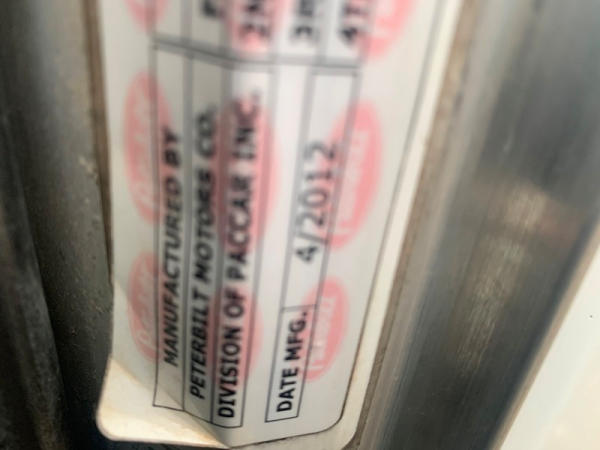 MANUFACTURED BY
PETERBILT MOTORS CO.
DIVISION OF PACCAR INC.
DATE MFG. 4/2012